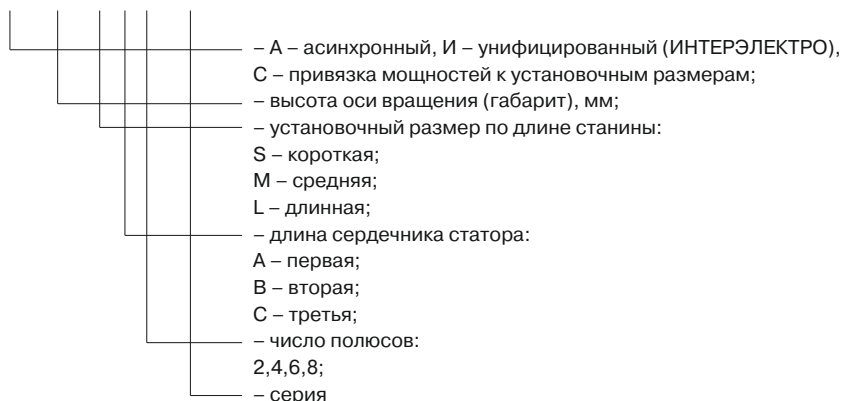 – А – асинхронный, И – унифицированный (ИНТЕРЭЛЕКТРО),
С – привязка мощностей к установочным размерам;
– высота оси вращения (габарит), мм;
– установочный размер по длине станины:
S – короткая;
M – средняя;
L – длинная;
– длина сердечника статора:
А – первая;
В – вторая;
С – третья;
– число полюсов:
2,4,6,8;
– серия